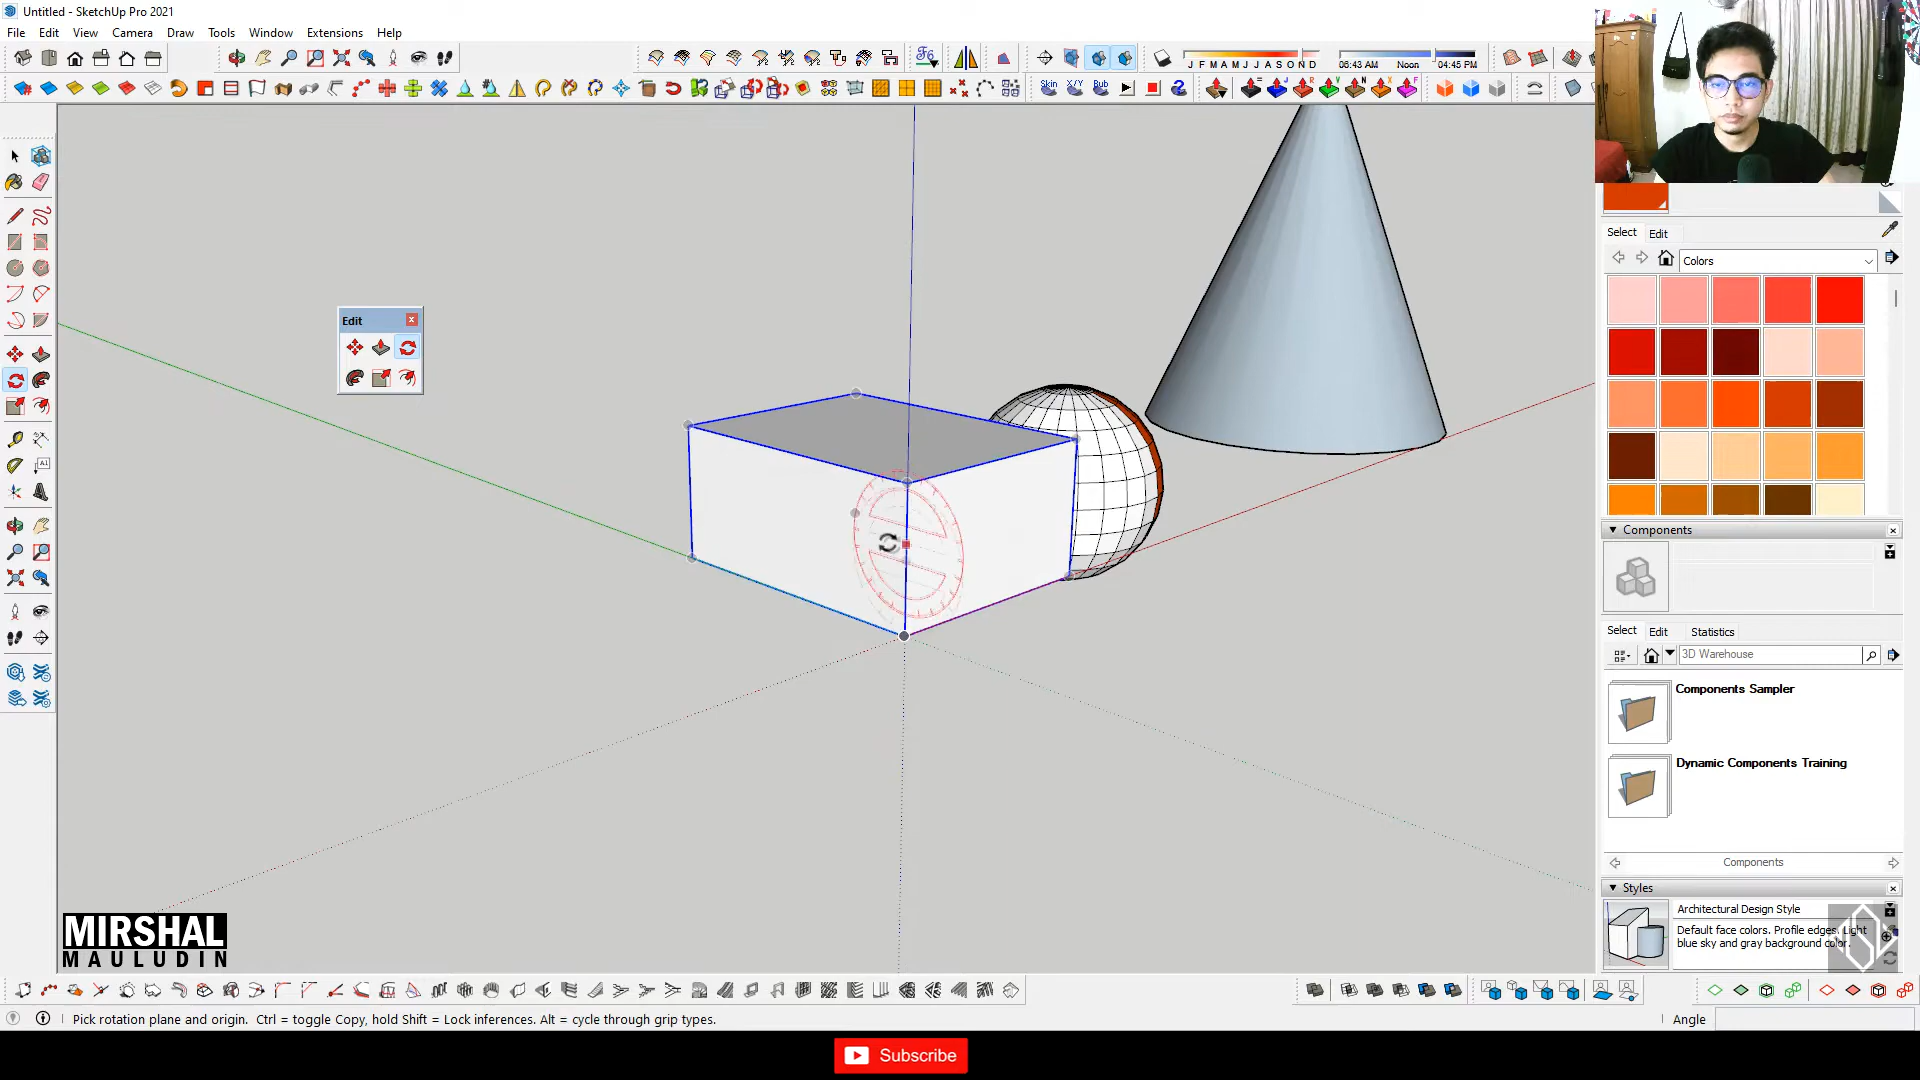 Untitled - SketchUp Pro 2021
File Edit View Camera Draw Tools Window Extensions Help
J F M A M J J A S O N D
06:43 AM Noon 04:45 PM
Skin X/Y Bub
Select Edit
Colors
Edit
Components
Select Edit Statistics
3D Warehouse
Components Sampler
Dynamic Components Training
Components
Styles
Architectural Design Style
Default face colors. Profile edges. Light
blue sky and gray background color.
MIRSHAL
MAULUDIN
Pick rotation plane and origin. Ctrl = toggle Copy, hold Shift = Lock inferences. Alt = cycle through grip types.
Angle
Subscribe